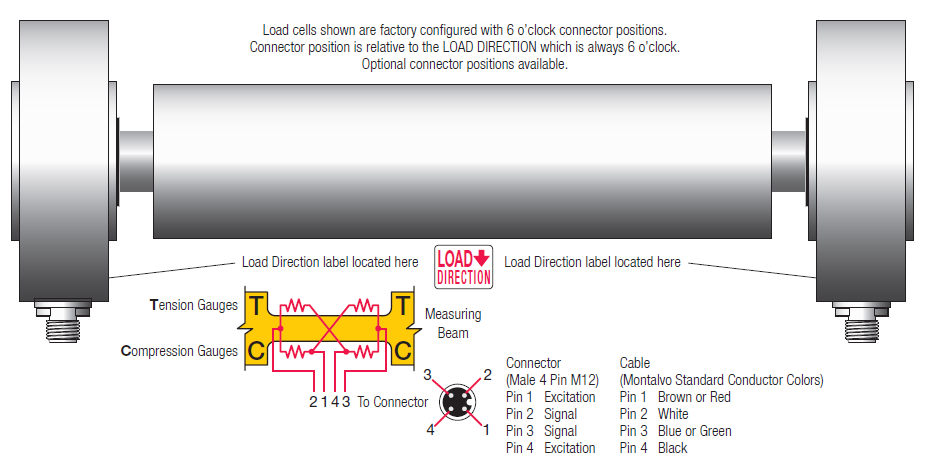 Load cells shown are factory configured with 6 o'clock connector positions.
Connector position is relative to the LOAD DIRECTION which is always 6 o'clock.
Optional connector positions available.
Load Direction label located here
LOAD
DIRECTION
Load Direction label located here
Tension Gauges
T
T
Measuring
Beam
Compression Gauges
C
C
2 1 4 3 To Connector
3
2
4
1
Connector
(Male 4 Pin M12)
Pin 1 Excitation
Pin 2 Signal
Pin 3 Signal
Pin 4 Excitation
Cable
(Montalvo Standard Conductor Colors)
Pin 1 Brown or Red
Pin 2 White
Pin 3 Blue or Green
Pin 4 Black